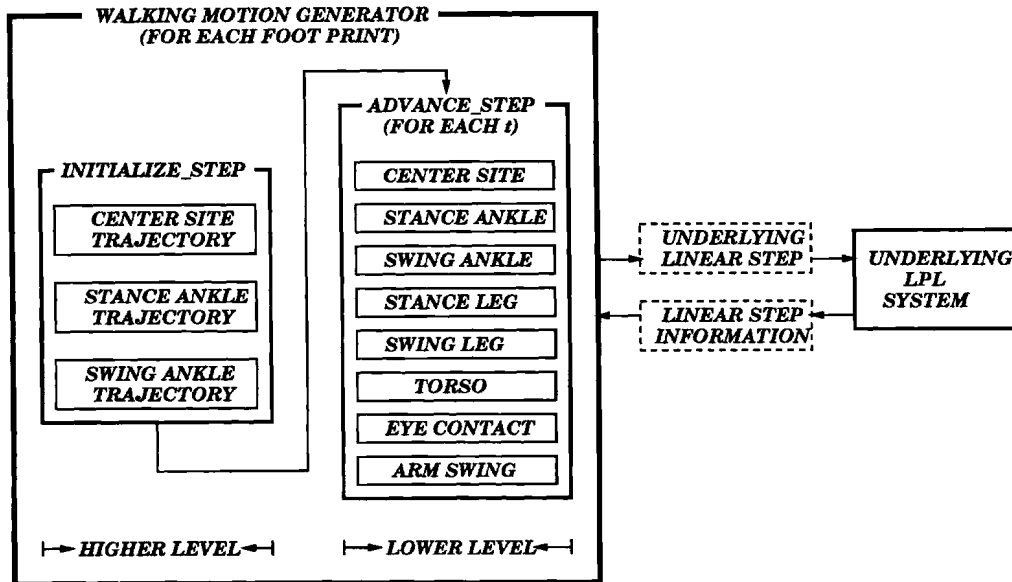 WALKING MOTION GENERATOR
(FOR EACH FOOT PRINT)
INITIALIZE_STEP
CENTER SITE
TRAJECTORY
STANCE ANKLE
TRAJECTORY
SWING ANKLE
TRAJECTORY
HIGHER LEVEL
ADVANCE_STEP
(FOR EACH t)
CENTER SITE
STANCE ANKLE
SWING ANKLE
STANCE LEG
SWING LEG
TORSO
EYE CONTACT
ARM SWING
LOWER LEVEL
UNDERLYING
LINEAR STEP
LINEAR STEP
INFORMATION
UNDERLYING
LPL
SYSTEM